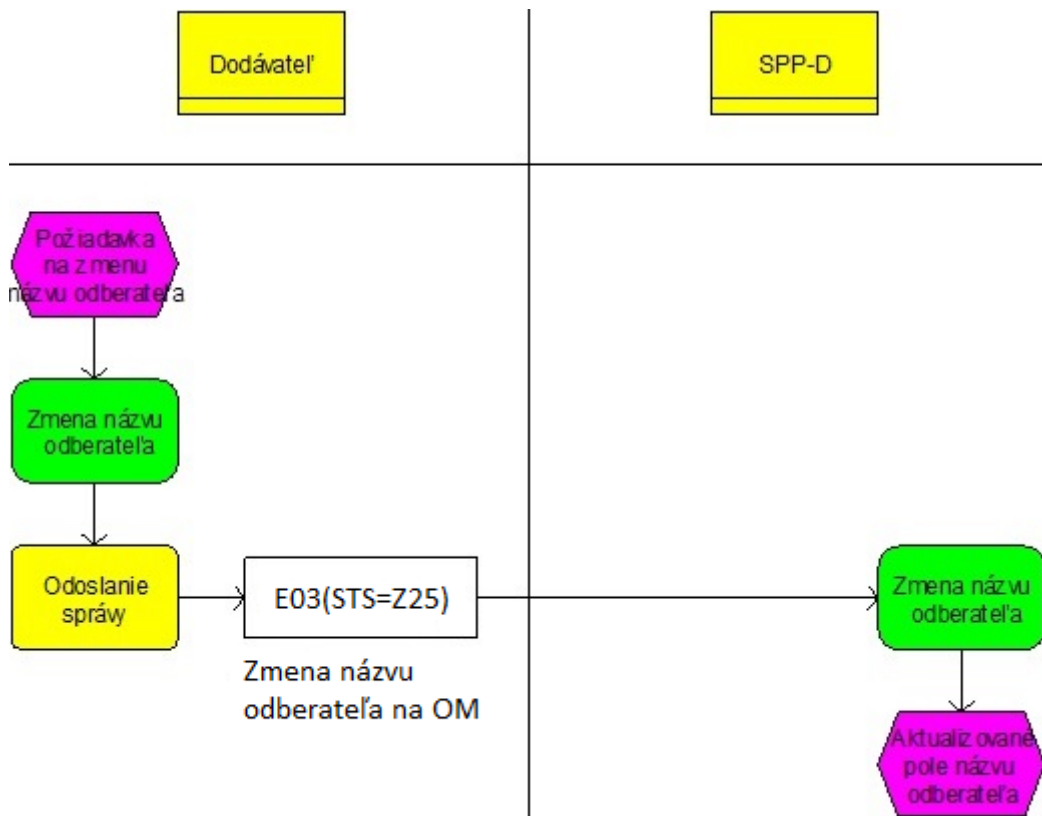 Dodávateľ
SPP-D
Požiadavka
na zmenu
názvu odberateľa
Zmena názvu
odberateľa
Odoslanie
správy
E03(STS=Z25)
Zmena názvu
odberateľa na OM
Zmena názvu
odberateľa
Aktualizované
pole názvu
odberateľa